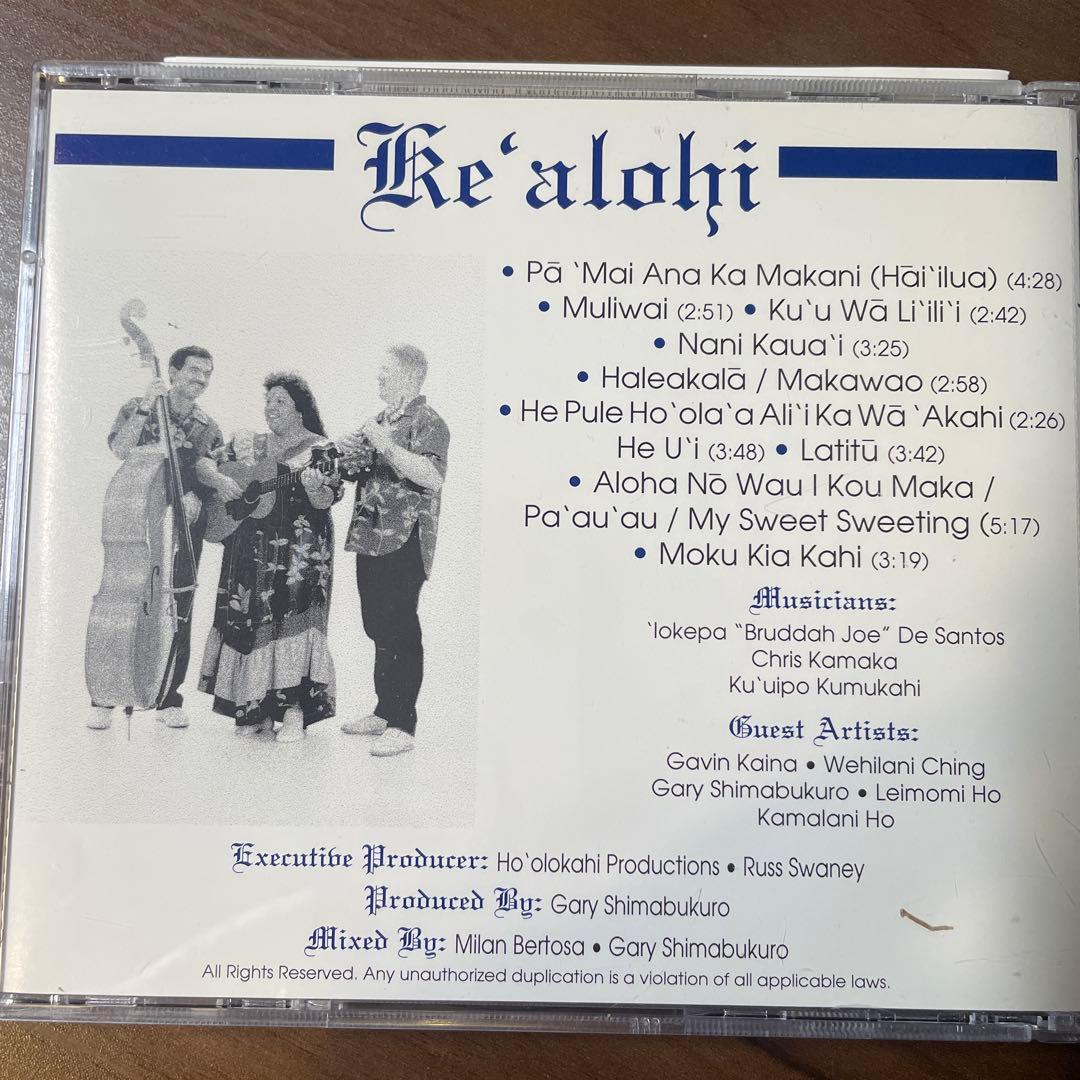 Ke‘alohi
• Pā ‘Mai Ana Ka Makani (Hāi‘ilua) (4:28)
• Muliwai (2:51) • Ku‘u Wā Li‘ili‘i (2:42)
• Nani Kaua‘i (3:25)
• Haleakalā / Makawao (2:58)
• He Pule Ho‘ola‘a Ali‘i Ka Wā ‘Akahi (2:26)
He U‘i (3:48) • Latitū (3:42)
• Aloha Nō Wau I Kou Maka /
Pa‘au‘au / My Sweet Sweeting (5:17)
• Moku Kia Kahi (3:19)
Musicians:
‘Iokepa “Bruddah Joe” De Santos
Chris Kamaka
Ku‘uipo Kumukahi
Guest Artists:
Gavin Kaina • Wehilani Ching
Gary Shimabukuro • Leimomi Ho
Kamalani Ho
Executive Producer: Ho‘olokahi Productions • Russ Swaney
Produced By: Gary Shimabukuro
Mixed By: Milan Bertosa • Gary Shimabukuro
All Rights Reserved. Any unauthorized duplication is a violation of all applicable laws.